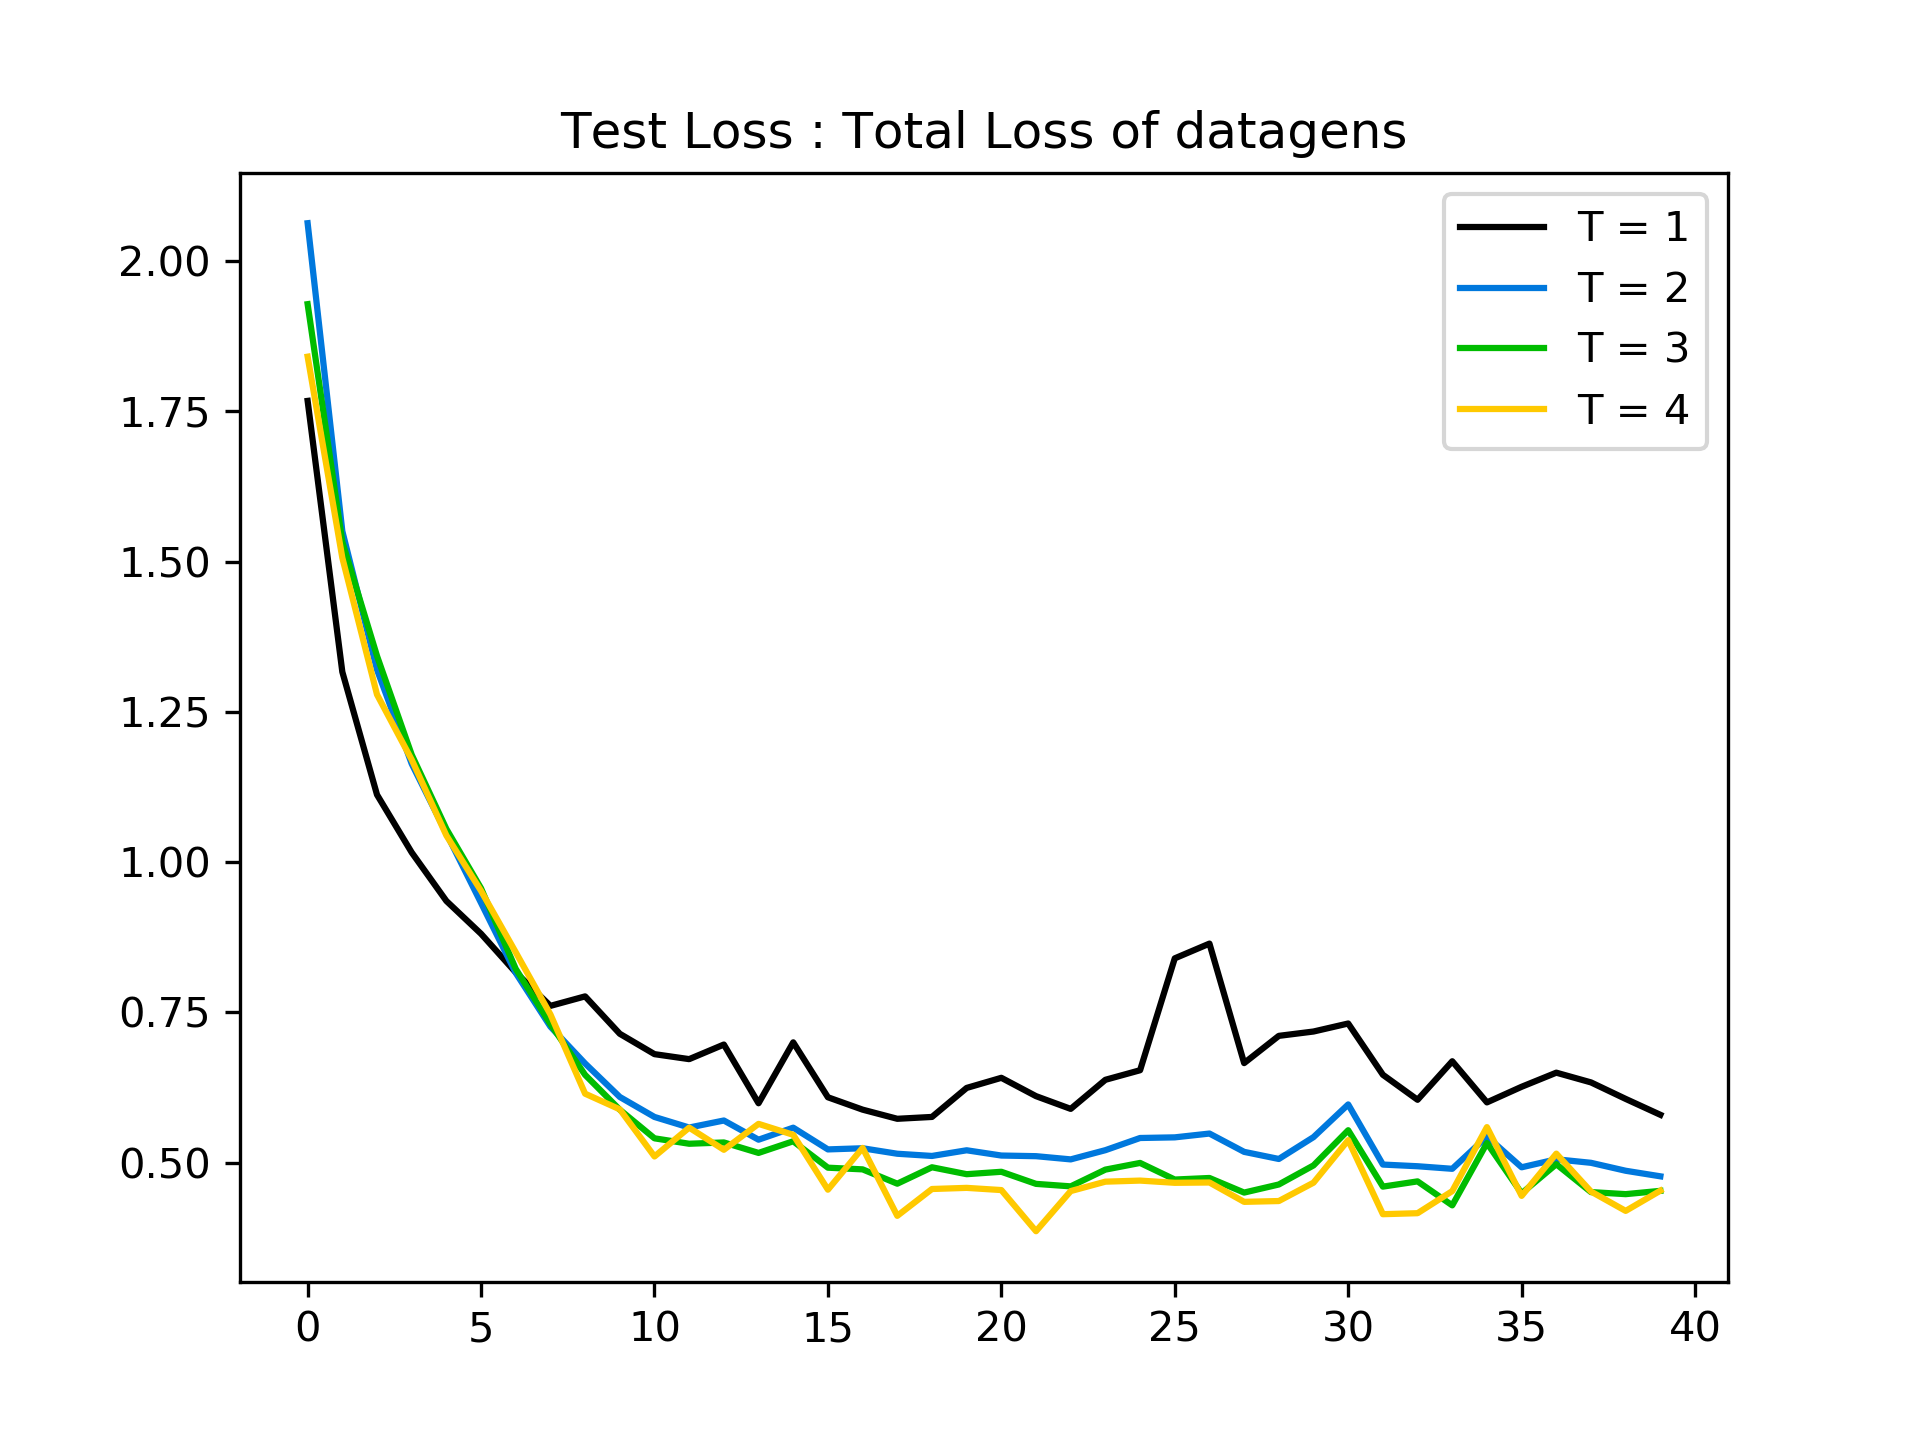 Test Loss : Total Loss of datagens
T = 1
T = 2
T = 3
T = 4
2.00
1.75
1.50
1.25
1.00
0.75
0.50
0 5 10 15 20 25 30 35 40